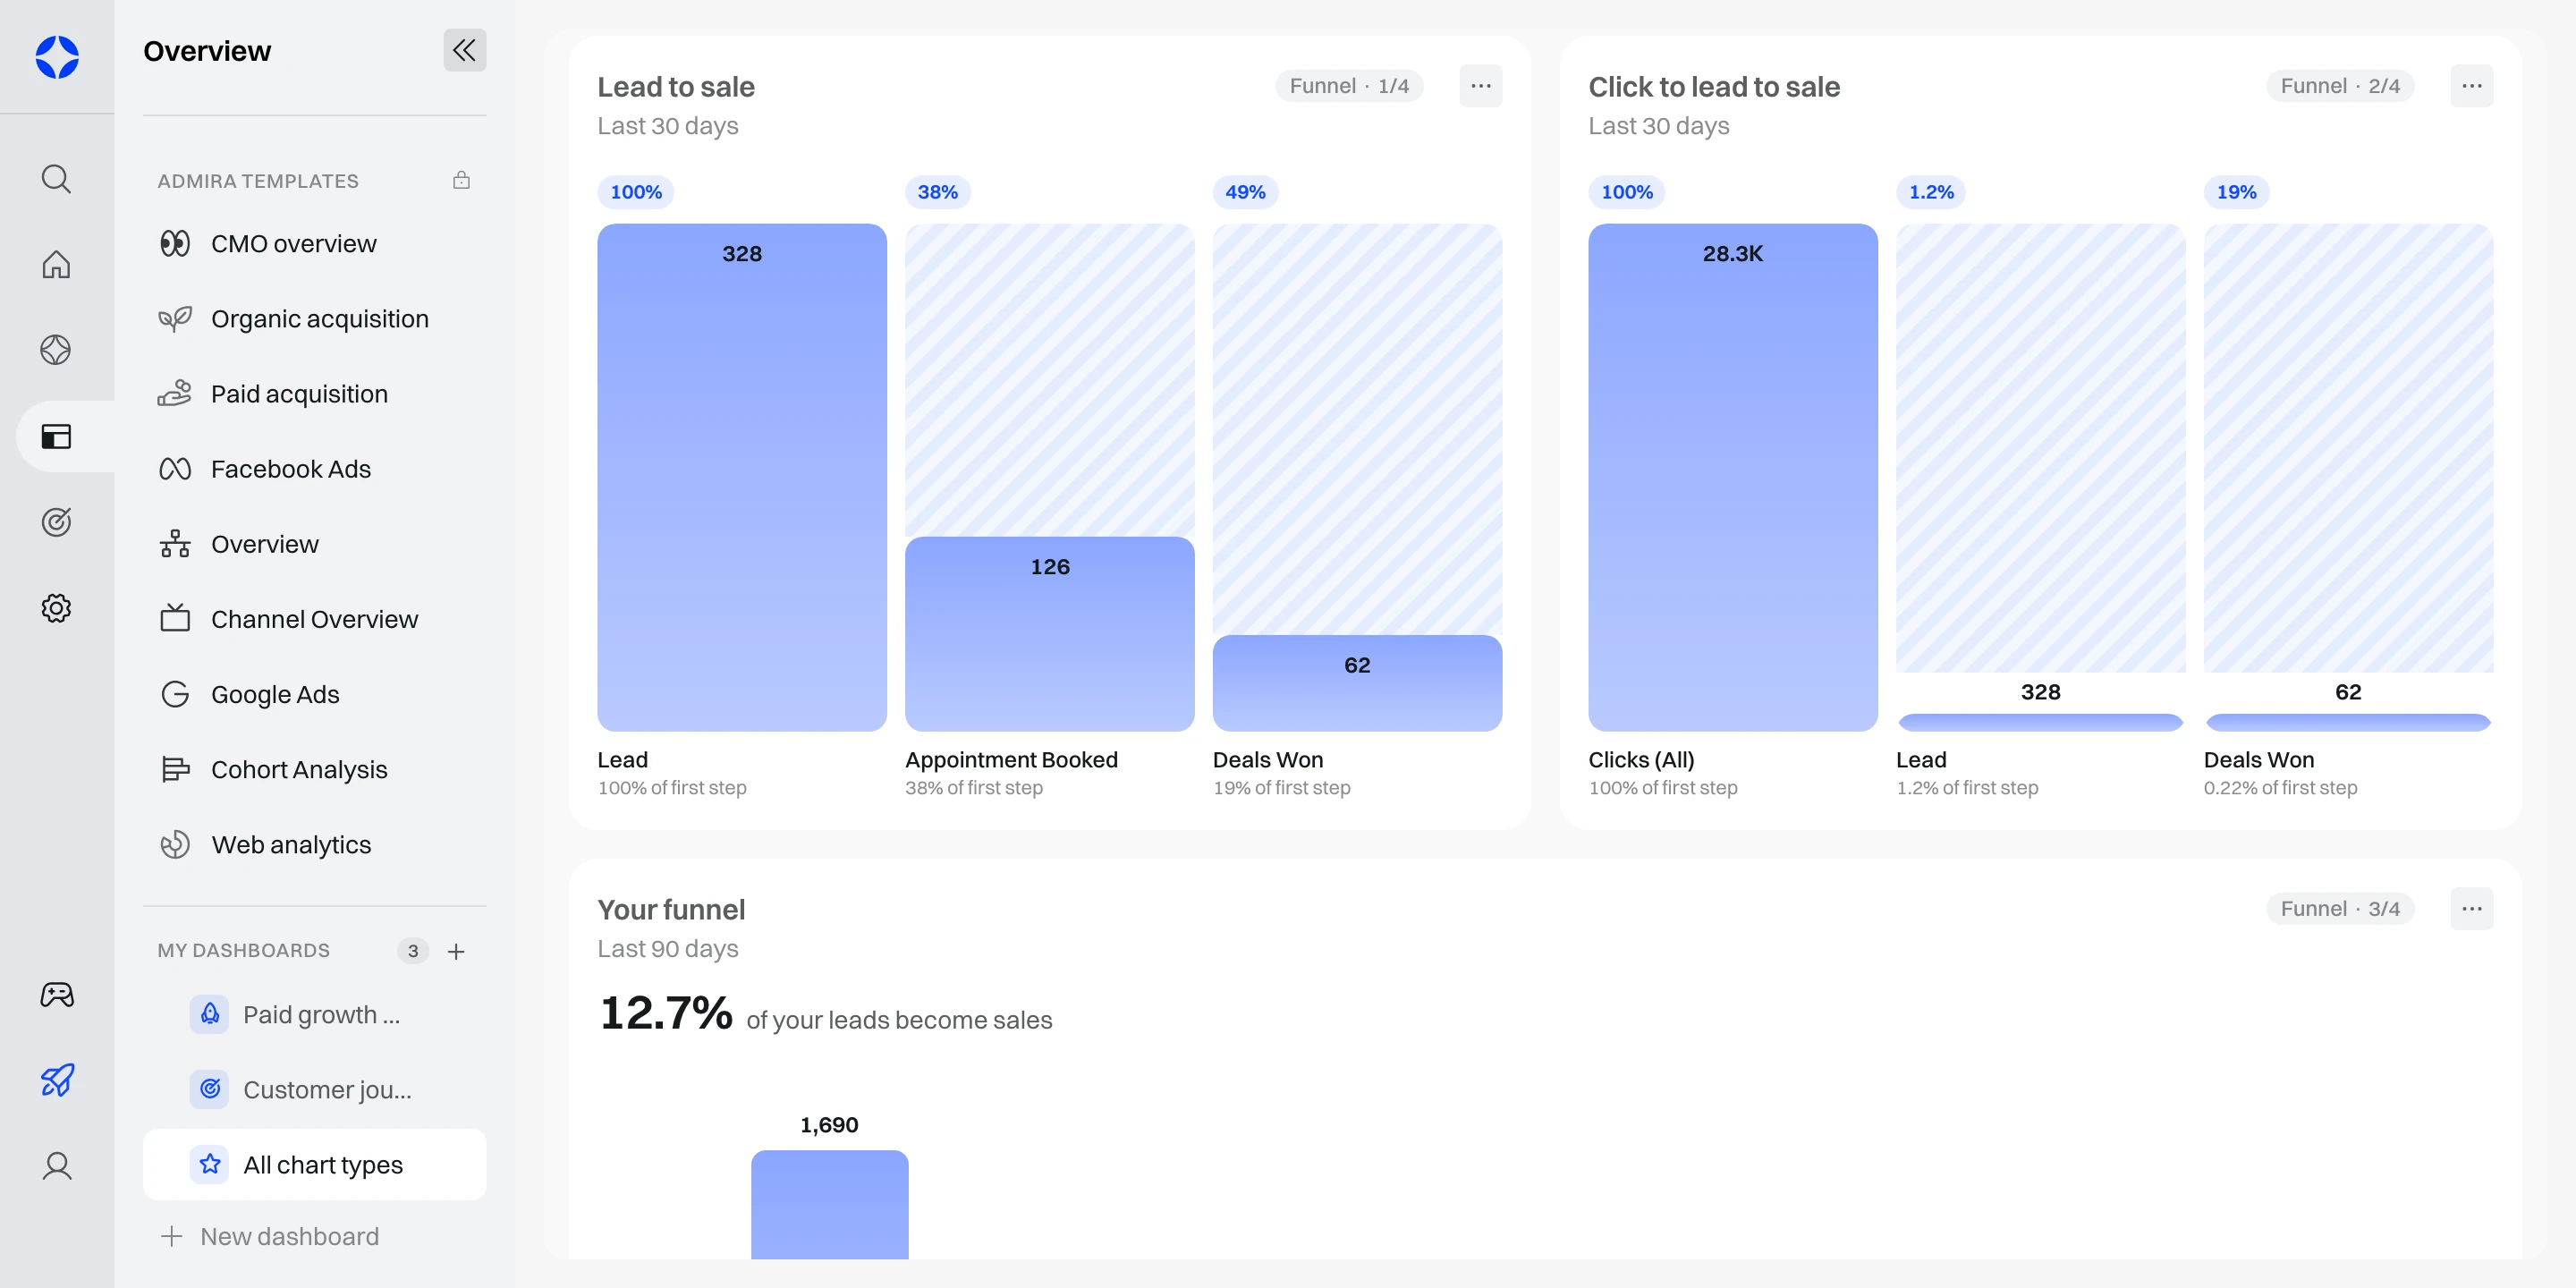 Overview
ADMIRA TEMPLATES
CMO overview
Organic acquisition
Paid acquisition
Facebook Ads
Overview
Channel Overview
Google Ads
Cohort Analysis
Web analytics
MY DASHBOARDS 3
Paid growth ...
Customer jou...
All chart types
New dashboard
Lead to sale
Funnel · 1/4
Last 30 days
100% 38% 49%
328
126
62
Lead Appointment Booked Deals Won
100% of first step 38% of first step 19% of first step
Click to lead to sale
Funnel · 2/4
Last 30 days
100% 1.2% 19%
28.3K
328 62
Clicks (All) Lead Deals Won
100% of first step 1.2% of first step 0.22% of first step
Your funnel
Funnel · 3/4
Last 90 days
12.7% of your leads become sales
1,690